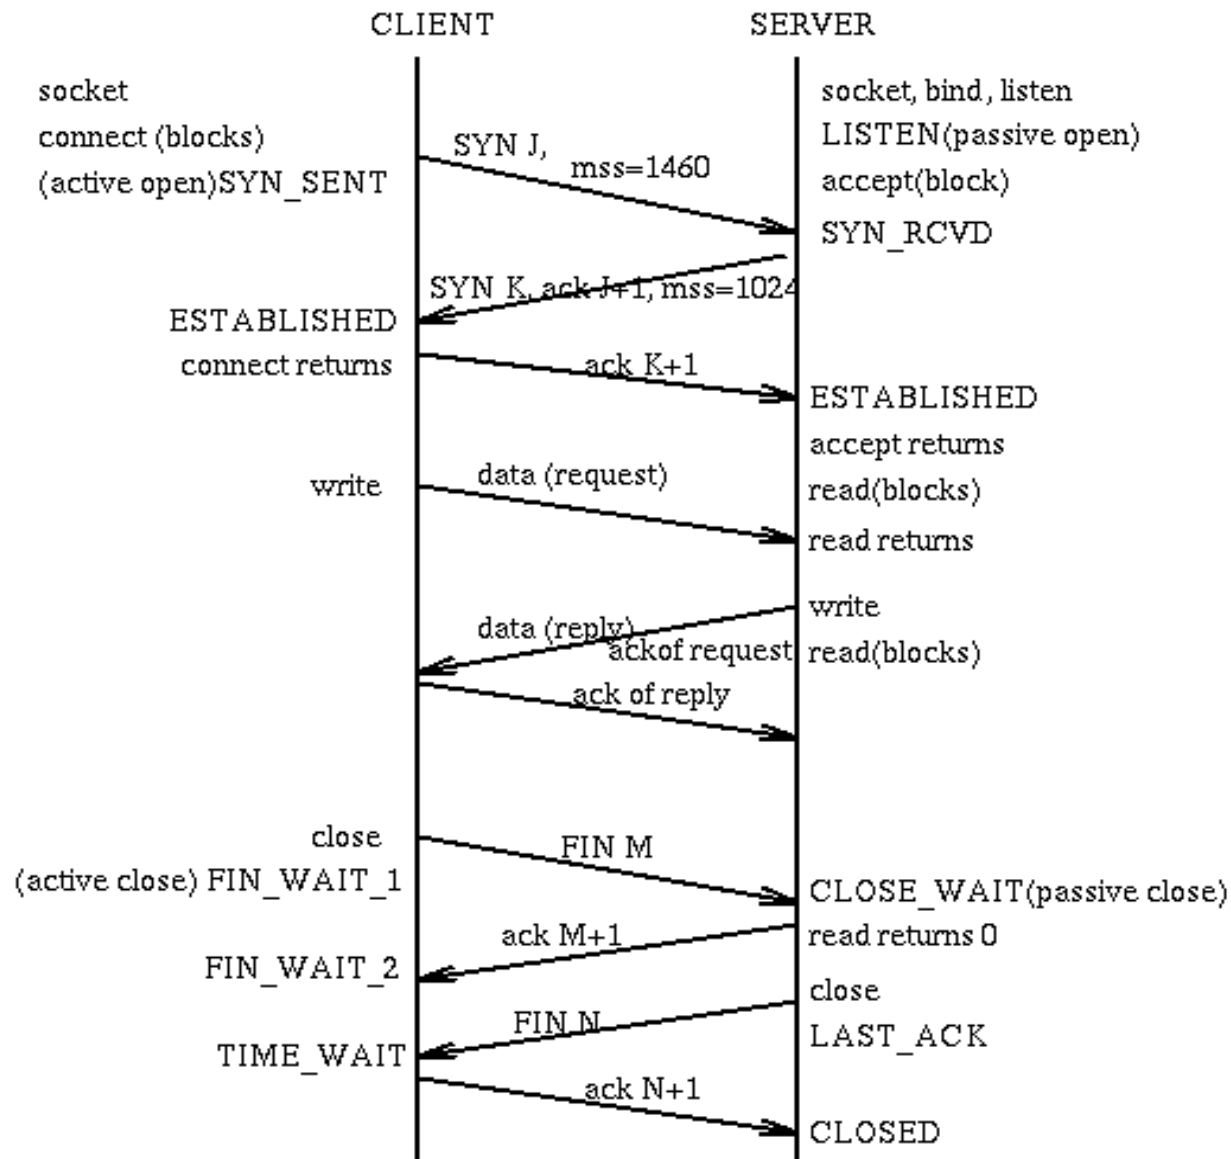 CLIENT SERVER
socket
socket, bind, listen
connect (blocks)
LISTEN(passive open)
SYN J,
mss=1460
(active open)SYN_SENT
accept(block)
SYN_RCVD
SYN K, ack J+1, mss=1024
ESTABLISHED
connect returns
ack K+1
ESTABLISHED
accept returns
write
data (request)
read(blocks)
read returns
write
data (reply)
ackof request
read(blocks)
ack of reply
close
FIN M
(active close) FIN_WAIT_1
CLOSE_WAIT(passive close)
ack M+1
read returns 0
FIN_WAIT_2
close
FIN N
LAST_ACK
TIME_WAIT
ack N+1
CLOSED